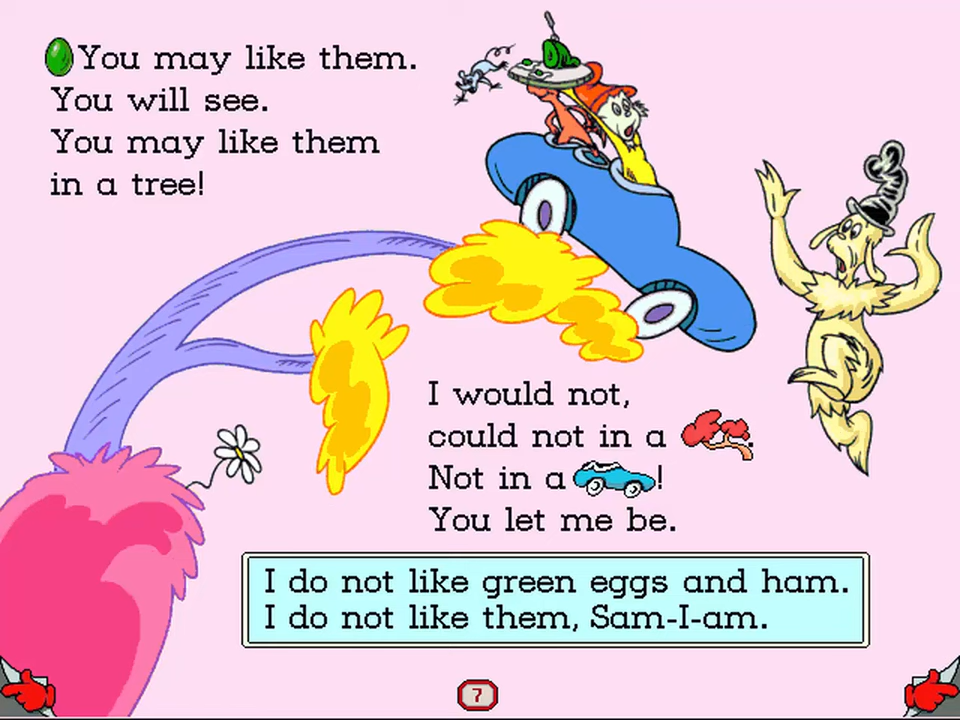 You may like them.
You will see.
You may like them
in a tree!
I would not,
could not in a .
Not in a !
You let me be.
I do not like green eggs and ham.
I do not like them, Sam-I-am.
7